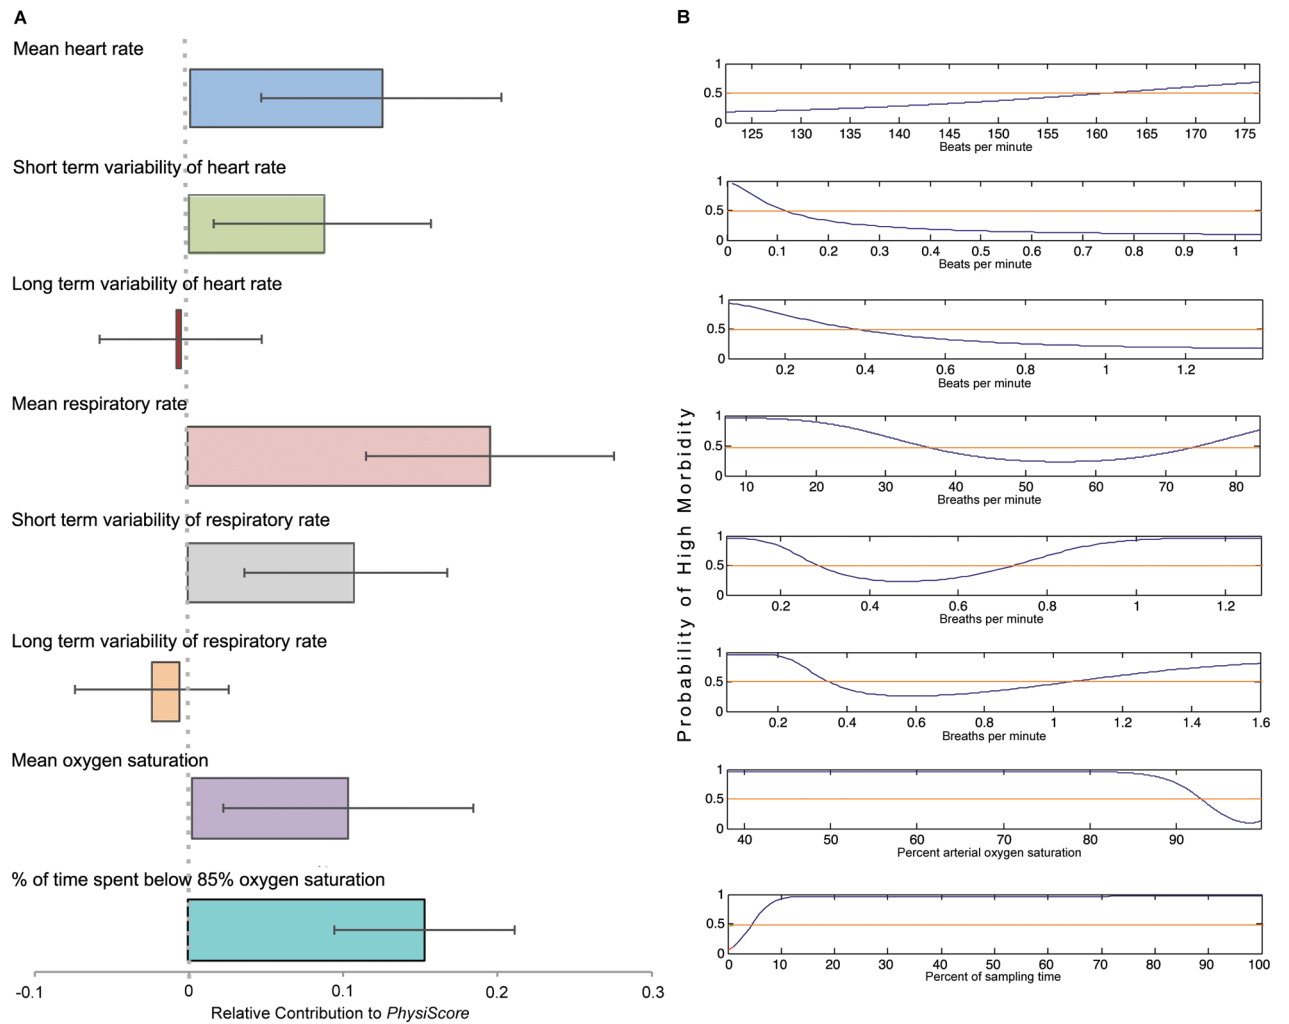 A
Mean heart rate
Short term variability of heart rate
Long term variability of heart rate
Mean respiratory rate
Short term variability of respiratory rate
Long term variability of respiratory rate
Mean oxygen saturation
% of time spent below 85% oxygen saturation
-0.1 0 0.1 0.2 0.3
Relative Contribution to PhysiScore
B
Probability of High Morbidity
1
0.5
0
125 130 135 140 145 150 155 160 165 170 175
Beats per minute
1
0.5
0
0 0.1 0.2 0.3 0.4 0.5 0.6 0.7 0.8 0.9 1
Beats per minute
1
0.5
0
0.2 0.4 0.6 0.8 1 1.2
Beats per minute
1
0.5
0
10 20 30 40 50 60 70 80
Breaths per minute
1
0.5
0
0.2 0.4 0.6 0.8 1 1.2
Breaths per minute
1
0.5
0
0.2 0.4 0.6 0.8 1 1.2 1.4 1.6
Breaths per minute
1
0.5
0
40 50 60 70 80 90
Percent arterial oxygen saturation
1
0.5
0
0 10 20 30 40 50 60 70 80 90 100
Percent of sampling time